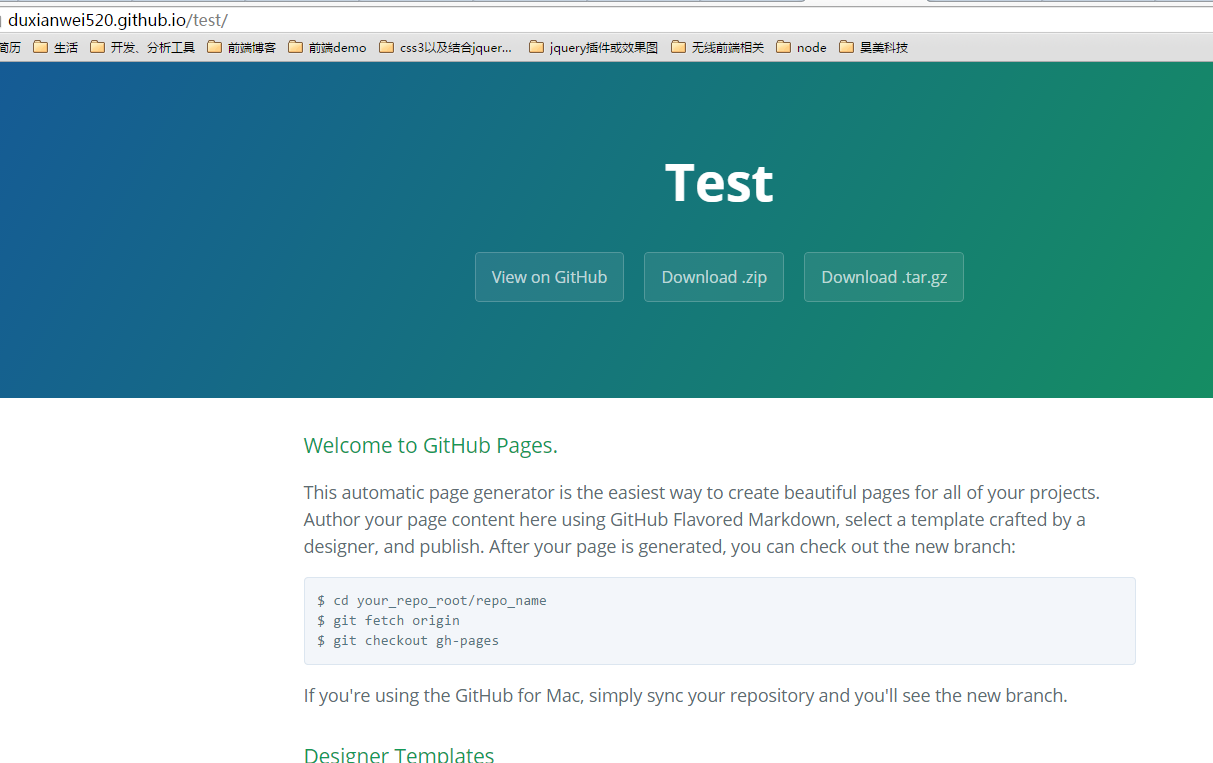 duxianwei520.github.io/test/
简历 生活 开发、分析工具 前端博客 前端demo css3以及结合jquer... jquery插件或效果图 无线前端相关 node 昊美科技
Test
View on GitHub Download .zip Download .tar.gz
Welcome to GitHub Pages.
This automatic page generator is the easiest way to create beautiful pages for all of your projects.
Author your page content here using GitHub Flavored Markdown, select a template crafted by a
designer, and publish. After your page is generated, you can check out the new branch:
$ cd your_repo_root/repo_name
$ git fetch origin
$ git checkout gh-pages
If you're using the GitHub for Mac, simply sync your repository and you'll see the new branch.
Designer Templates